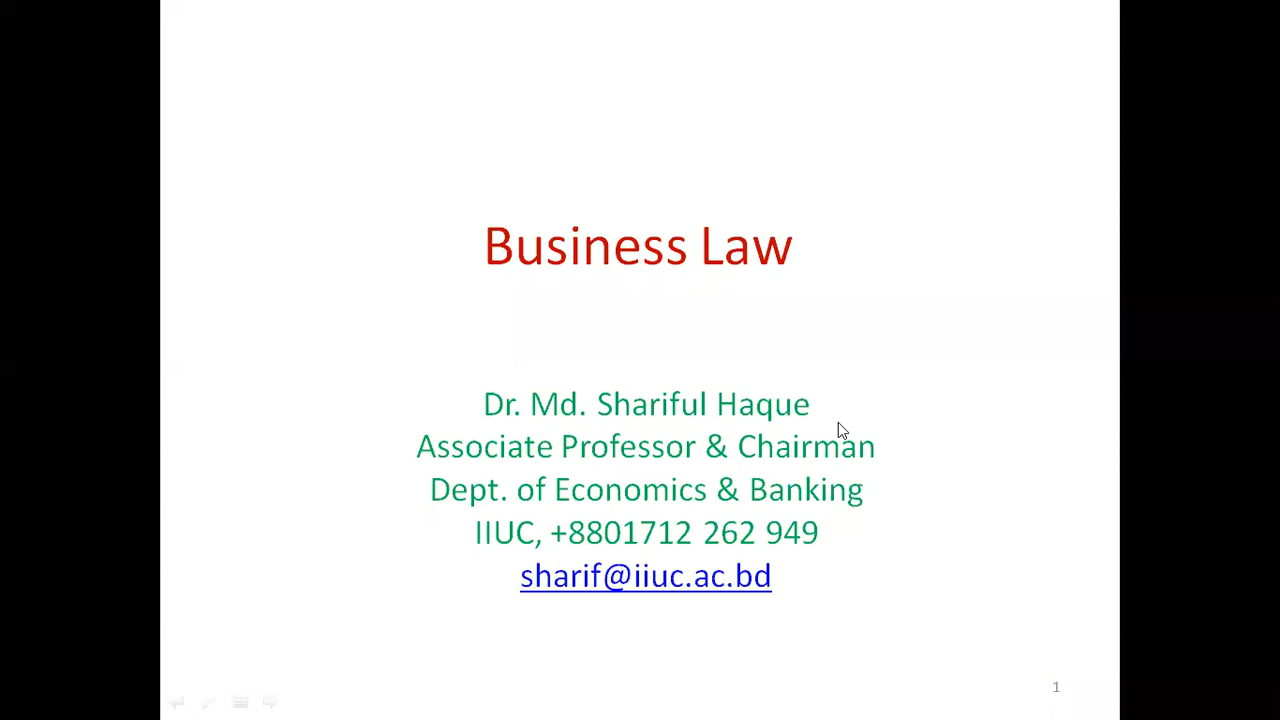 Business Law
Dr. Md. Shariful Haque
Associate Professor & Chairman
Dept. of Economics & Banking
IIUC, +8801712 262 949
sharif@iiuc.ac.bd
1